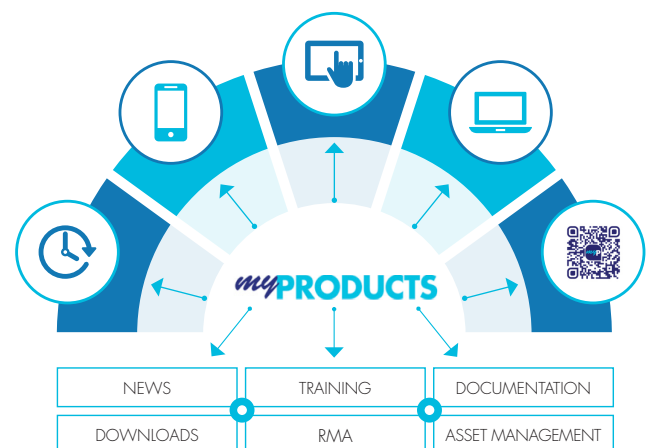 myPRODUCTS
NEWS
TRAINING
DOCUMENTATION
DOWNLOADS
RMA
ASSET MANAGEMENT